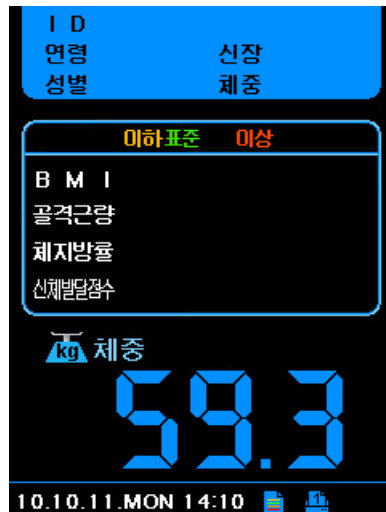 I D
연령 신장
성별 체중
이하 표준 이상
B M I
골격근량
체지방률
신체발달점수
kg 체중
59.3
10.10.11.MON 14:10 1